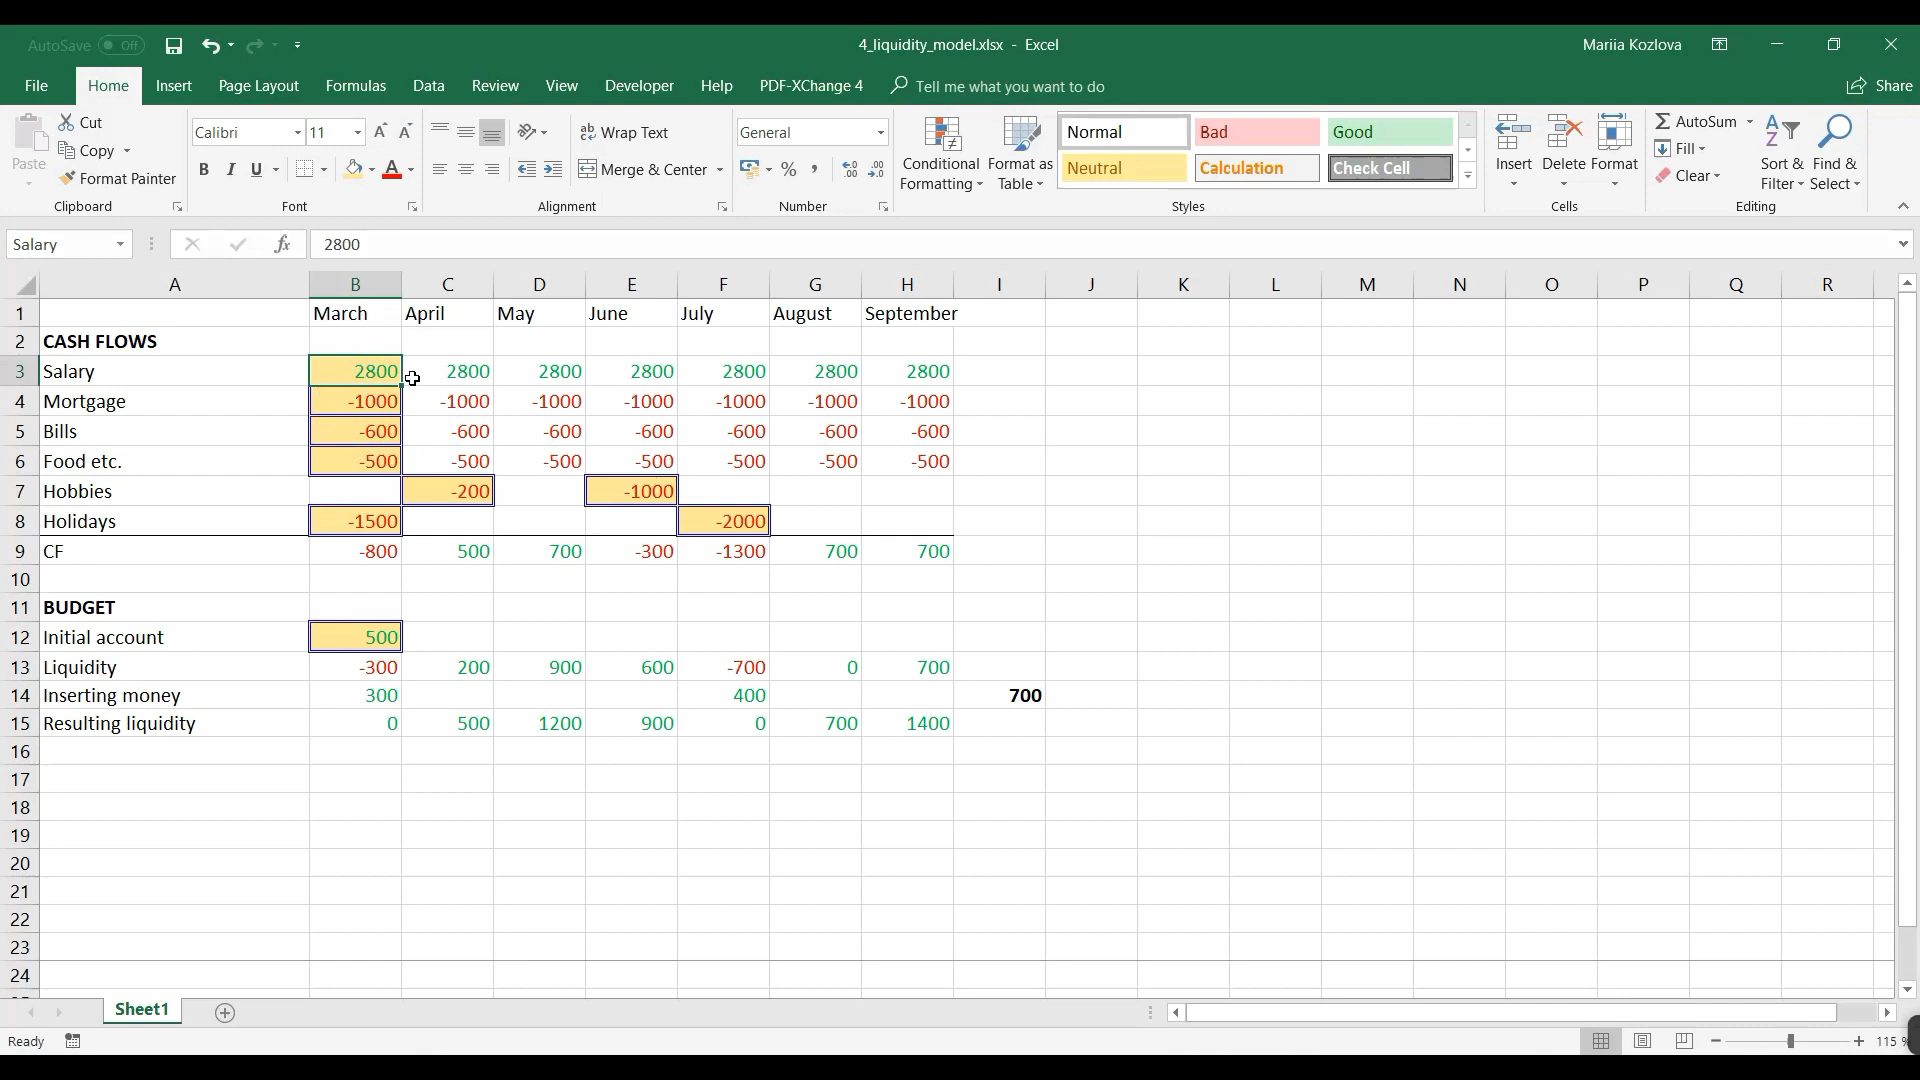 AutoSave Off 4_liquidity_model.xlsx - Excel Mariia Kozlova
File Home Insert Page Layout Formulas Data Review View Developer Help PDF-XChange 4 Tell me what you want to do Share
Paste Cut Copy Format Painter Clipboard
Calibri 11 B I U A Font
ab Wrap Text Merge & Center Alignment
General % , Number
Conditional Formatting Format as Table Normal Bad Good Neutral Calculation Check Cell Styles
Insert Delete Format Cells
AutoSum Fill Clear Sort & Filter Find & Select Editing
Salary fx 2800
A B C D E F G H I J K L M N O P Q R
1 March April May June July August September
2 CASH FLOWS
3 Salary 2800 2800 2800 2800 2800 2800 2800
4 Mortgage -1000 -1000 -1000 -1000 -1000 -1000 -1000
5 Bills -600 -600 -600 -600 -600 -600 -600
6 Food etc. -500 -500 -500 -500 -500 -500 -500
7 Hobbies -200 -1000
8 Holidays -1500 -2000
9 CF -800 500 700 -300 -1300 700 700
10
11 BUDGET
12 Initial account 500
13 Liquidity -300 200 900 600 -700 0 700
14 Inserting money 300 400 700
15 Resulting liquidity 0 500 1200 900 0 700 1400
16
17
18
19
20
21
22
23
24
Sheet1
Ready 115 %